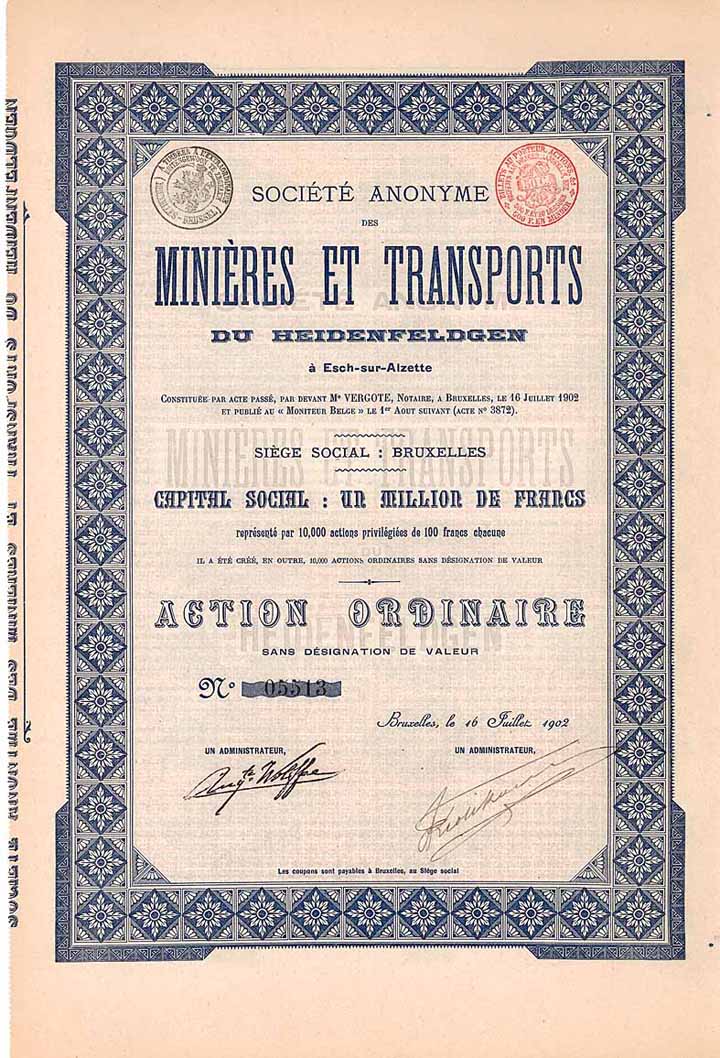 SOCIÉTÉ ANONYME
DES
MINIÈRES ET TRANSPORTS
DU HEIDENFELDGEN
à Esch-sur-Alzette
CONSTITUÉE PAR ACTE PASSÉ, PAR DEVANT Me VERGOTE, NOTAIRE, A BRUXELLES, LE 16 JUILLET 1902
ET PUBLIÉ AU « MONITEUR BELGE » LE 1er AOUT SUIVANT (ACTE No 3872).
SIÈGE SOCIAL : BRUXELLES
CAPITAL SOCIAL : UN MILLION DE FRANCS
représenté par 10,000 actions privilégiées de 100 francs chacune
IL A ÉTÉ CRÉÉ, EN OUTRE, 10,000 ACTIONS ORDINAIRES SANS DÉSIGNATION DE VALEUR
ACTION ORDINAIRE
SANS DÉSIGNATION DE VALEUR
No 05513
Bruxelles, le 16 Juillet 1902
UN ADMINISTRATEUR, UN ADMINISTRATEUR,
Les coupons sont payables à Bruxelles, au Siège social